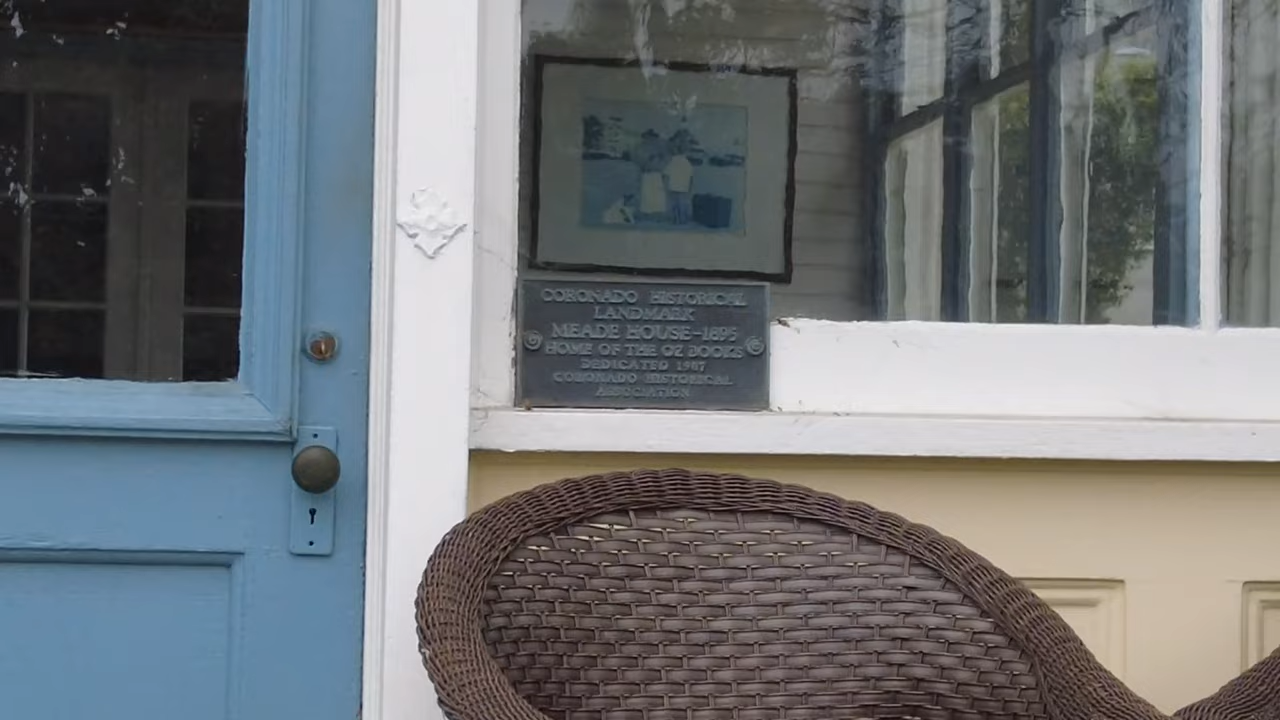 CORONADO HISTORICAL
LANDMARK
MEADE HOUSE-1895
HOME OF THE OZ BOOKS
DEDICATED 1987
CORONADO HISTORICAL
ASSOCIATION